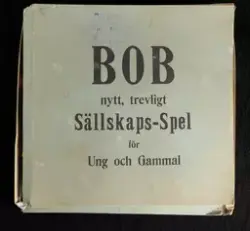 BOB
nytt, trevligt
Sällskaps-Spel
för
Ung och Gammal